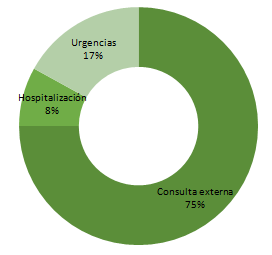 Urgencias
17%
Hospitalización
8%
Consulta externa
75%